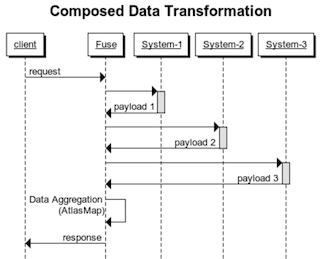 Composed Data Transformation
client
Fuse
System-1
System-2
System-3
request
payload 1
payload 2
payload 3
Data Aggregation
(AtlasMap)
response